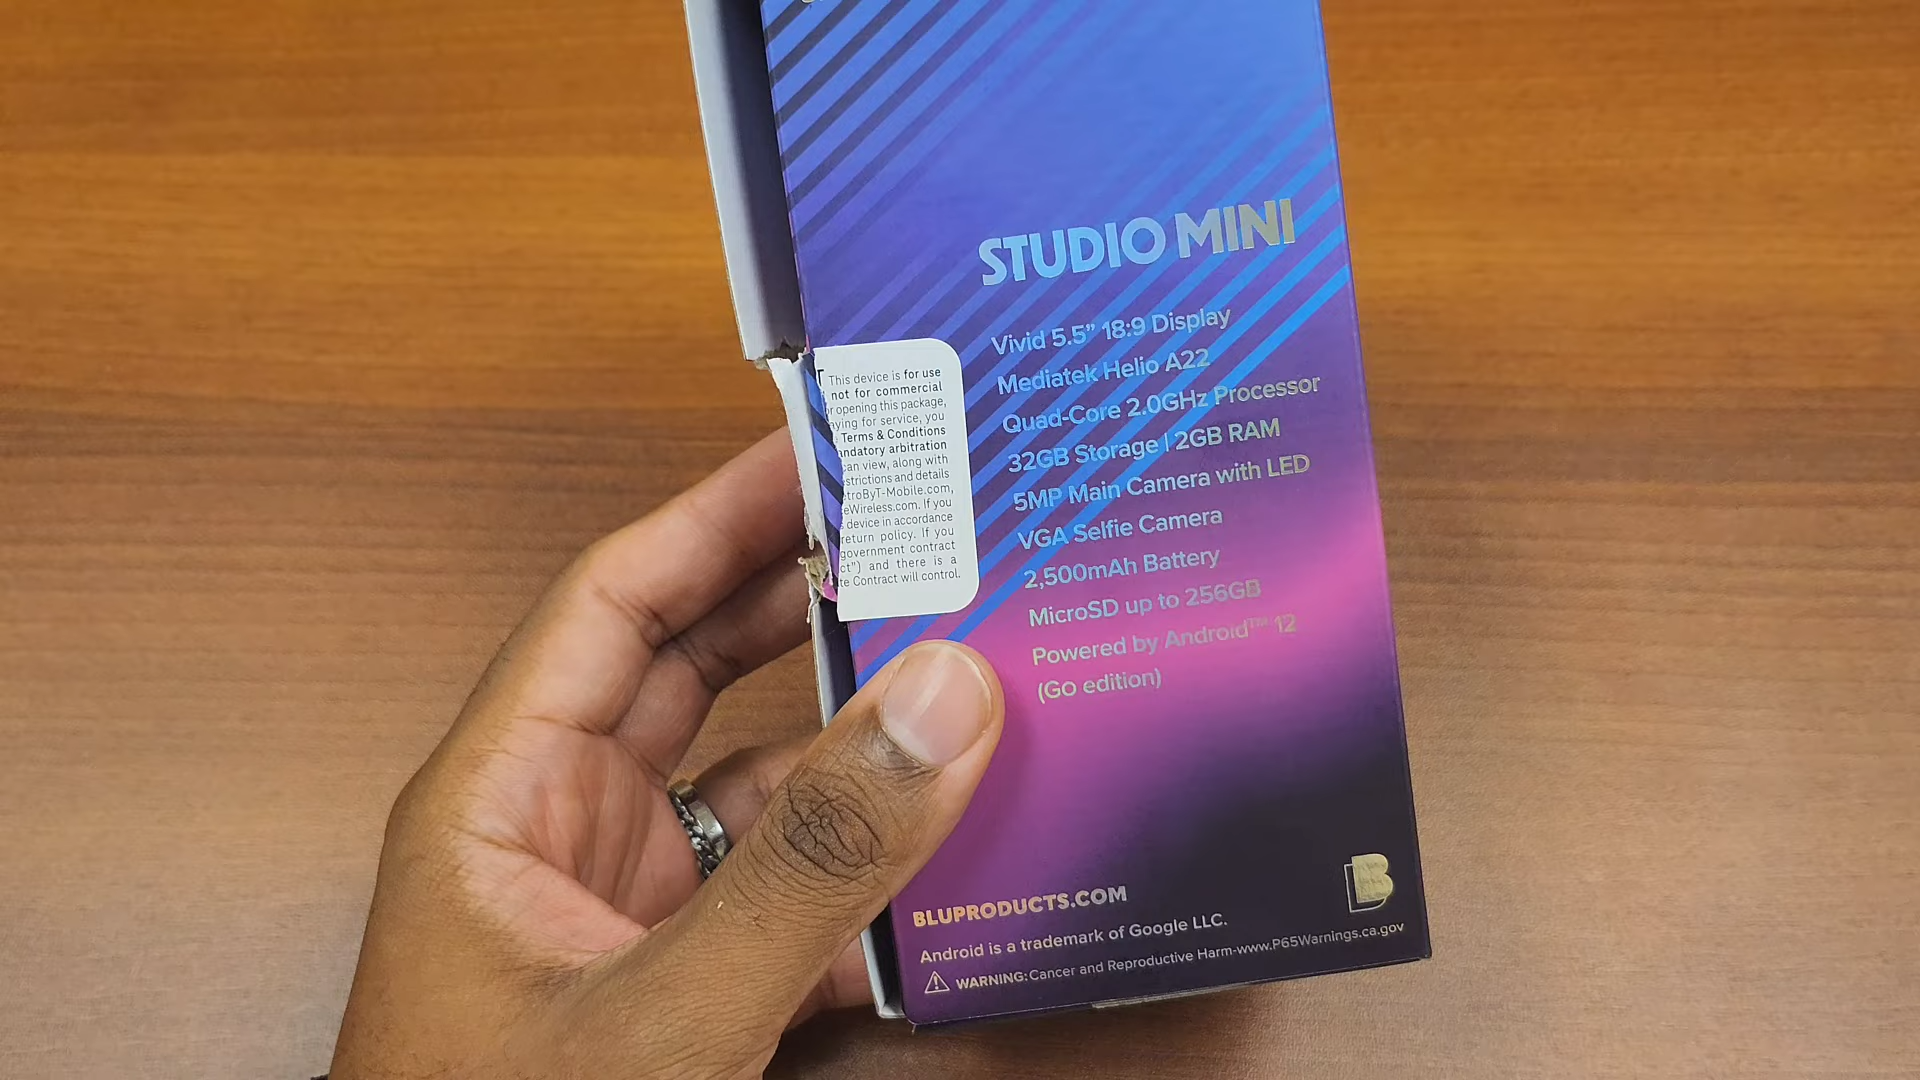 STUDIO MINI
Vivid 5.5” 18:9 Display
Mediatek Helio A22
Quad-Core 2.0GHz Processor
32GB Storage | 2GB RAM
5MP Main Camera with LED
VGA Selfie Camera
2,500mAh Battery
MicroSD up to 256GB
Powered by Android™ 12
(Go edition)
This device is for use
not for commercial
opening this package,
for service, you
Terms & Conditions
arbitration
can view, along with
and details
T-Mobile.com,
If you
device in accordance
return policy. If you
government contract
and there is a
Contract will control.
BLUPRODUCTS.COM
Android is a trademark of Google LLC.
WARNING: Cancer and Reproductive Harm-www.P65Warnings.ca.gov
B